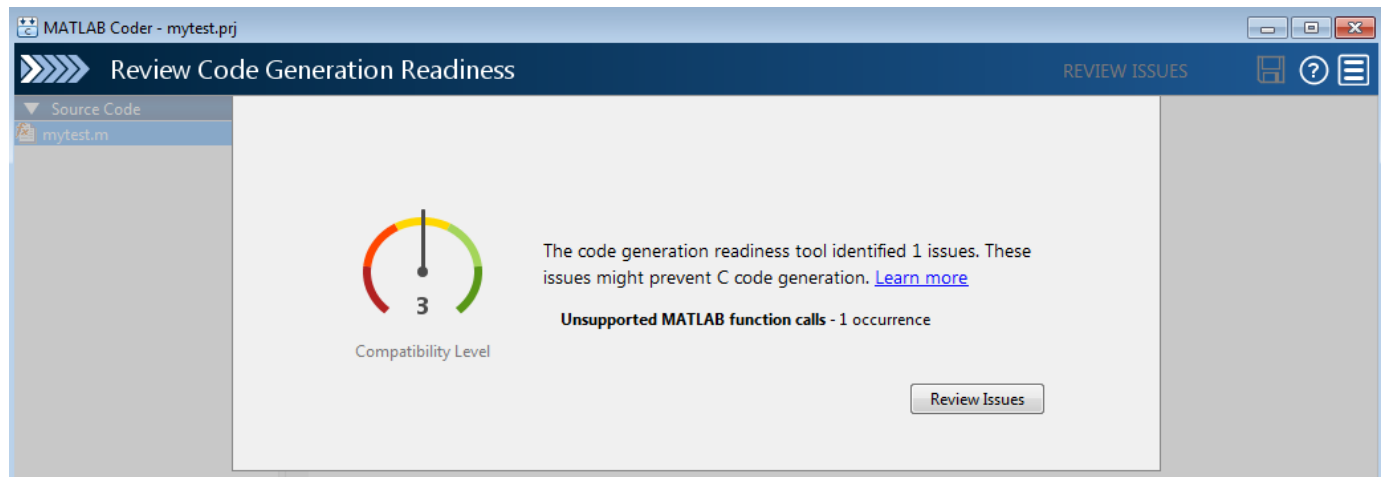 MATLAB Coder - mytest.prj
Review Code Generation Readiness
REVIEW ISSUES
Source Code
mytest.m
The code generation readiness tool identified 1 issues. These
issues might prevent C code generation. Learn more
3
Unsupported MATLAB function calls - 1 occurrence
Compatibility Level
Review Issues